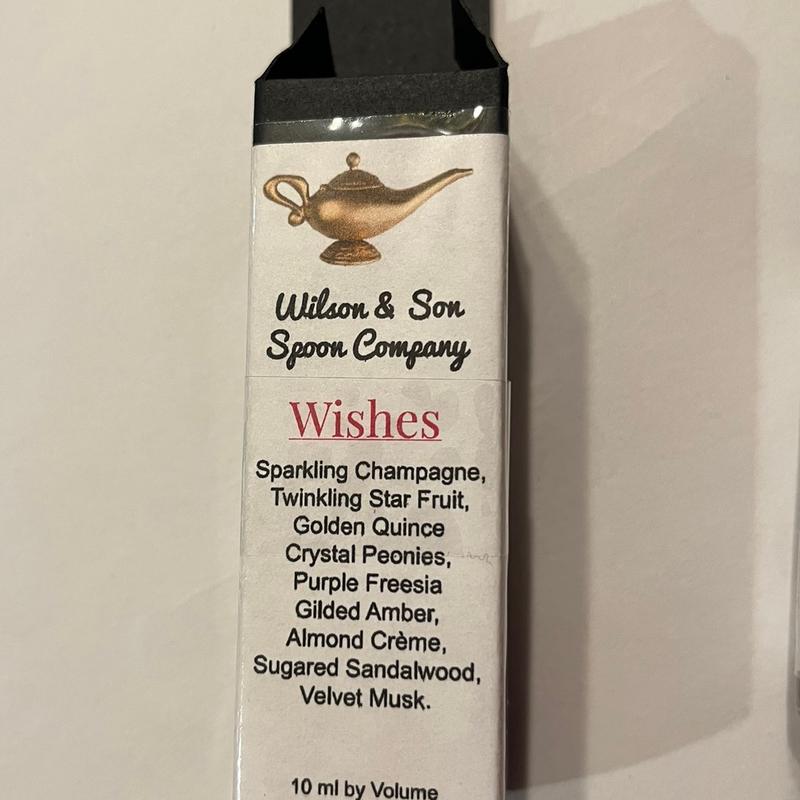 Wilson & Son
Spoon Company
Wishes
Sparkling Champagne,
Twinkling Star Fruit,
Golden Quince
Crystal Peonies,
Purple Freesia
Gilded Amber,
Almond Crème,
Sugared Sandalwood,
Velvet Musk.
10 ml by Volume